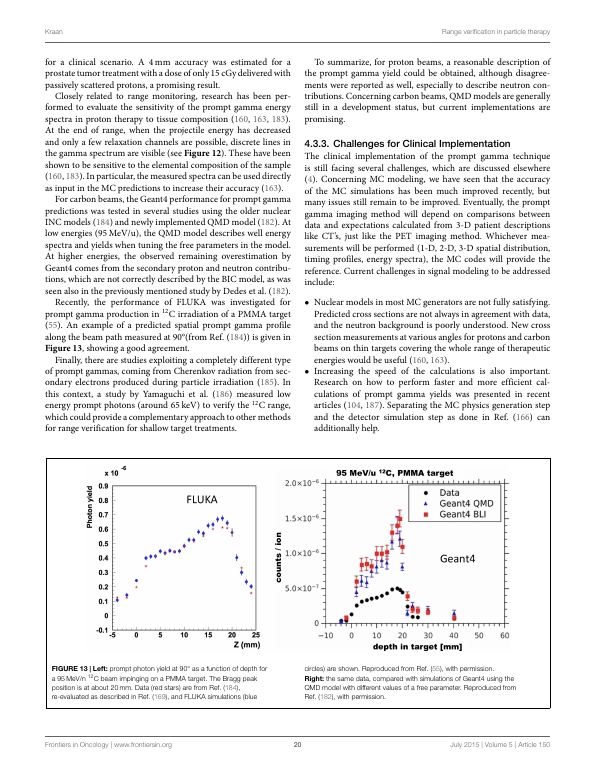 Kraan
Range verification in particle therapy
for a clinical scenario. A 4 mm accuracy was estimated for a
prostate tumor treatment with a dose of only 15 cGy delivered with
passively scattered protons, a promising result.
Closely related to range monitoring, research has been per-
formed to evaluate the sensitivity of the prompt gamma energy
spectra in proton therapy to tissue composition (160, 163, 183).
At the end of range, when the projectile energy has decreased
and only a few relaxation channels are possible, discrete lines in
the gamma spectrum are visible (see Figure 12). These have been
shown to be sensitive to the elemental composition of the sample
(160, 183). In particular, the measured spectra can be used directly
as input in the MC predictions to increase their accuracy (163).
For carbon beams, the Geant4 performance for prompt gamma
predictions was tested in several studies using the older nuclear
INC models (184) and newly implemented QMD model (182). At
low energies (95 MeV/u), the QMD model describes well energy
spectra and yields when tuning the free parameters in the model.
At higher energies, the observed remaining overestimation by
Geant4 comes from the secondary proton and neutron contribu-
tions, which are not correctly described by the BIC model, as was
seen also in the previously mentioned study by Dedes et al. (182).
Recently, the performance of FLUKA was investigated for
prompt gamma production in ¹²C irradiation of a PMMA target
(55). An example of a predicted spatial prompt gamma profile
along the beam path measured at 90°(from Ref. (184)) is given in
Figure 13, showing a good agreement.
Finally, there are studies exploiting a completely different type
of prompt gammas, coming from Cherenkov radiation from sec-
ondary electrons produced during particle irradiation (185). In
this context, a study by Yamaguchi et al. (186) measured low
energy prompt photons (around 65 keV) to verify the ¹²C range,
which could provide a complementary approach to other methods
for range verification for shallow target treatments.
To summarize, for proton beams, a reasonable description of
the prompt gamma yield could be obtained, although disagree-
ments were reported as well, especially to describe neutron con-
tributions. Concerning carbon beams, QMD models are generally
still in a development status, but current implementations are
promising.
4.3.3. Challenges for Clinical Implementation
The clinical implementation of the prompt gamma technique
is still facing several challenges, which are discussed elsewhere
(4). Concerning MC modeling, we have seen that the accuracy
of the MC simulations has been much improved recently, but
many issues still remain to be improved. Eventually, the prompt
gamma imaging method will depend on comparisons between
data and expectations calculated from 3-D patient descriptions
like CT's, just like the PET imaging method. Whichever mea-
surements will be performed (1-D, 2-D, 3-D spatial distribution,
timing profiles, energy spectra), the MC codes will provide the
reference. Current challenges in signal modeling to be addressed
include:
• Nuclear models in most MC generators are not fully satisfying.
Predicted cross sections are not always in agreement with data,
and the neutron background is poorly understood. New cross
section measurements at various angles for protons and carbon
beams on thin targets covering the whole range of therapeutic
energies would be useful (160, 163).
• Increasing the speed of the calculations is also important.
Research on how to perform faster and more efficient cal-
culations of prompt gamma yields was presented in recent
articles (104, 187). Separating the MC physics generation step
and the detector simulation step as done in Ref. (166) can
additionally help.
x 10 -6
Photon yield
0.9
0.8
0.7
0.6
0.5
0.4
0.3
0.2
0.1
0
-0.1
FLUKA
-5 0 5 10 15 20 25
Z (mm)
95 MeV/u ¹²C, PMMA target
counts / ion
2.0×10⁻⁶
1.5×10⁻⁶
1.0×10⁻⁶
5.0×10⁻⁷
0
Data
Geant4 QMD
Geant4 BLI
Geant4
−10 0 10 20 30 40 50 60
depth in target [mm]
FIGURE 13 | Left: prompt photon yield at 90° as a function of depth for
a 95 MeV/n ¹²C beam impinging on a PMMA target. The Bragg peak
position is at about 20 mm. Data (red stars) are from Ref. (184),
re-evaluated as described in Ref. (169), and FLUKA simulations (blue
circles) are shown. Reproduced from Ref. (55), with permission.
Right: the same data, compared with simulations of Geant4 using the
QMD model with different values of a free parameter. Reproduced from
Ref. (182), with permission.
Frontiers in Oncology | www.frontiersin.org
20
July 2015 | Volume 5 | Article 150